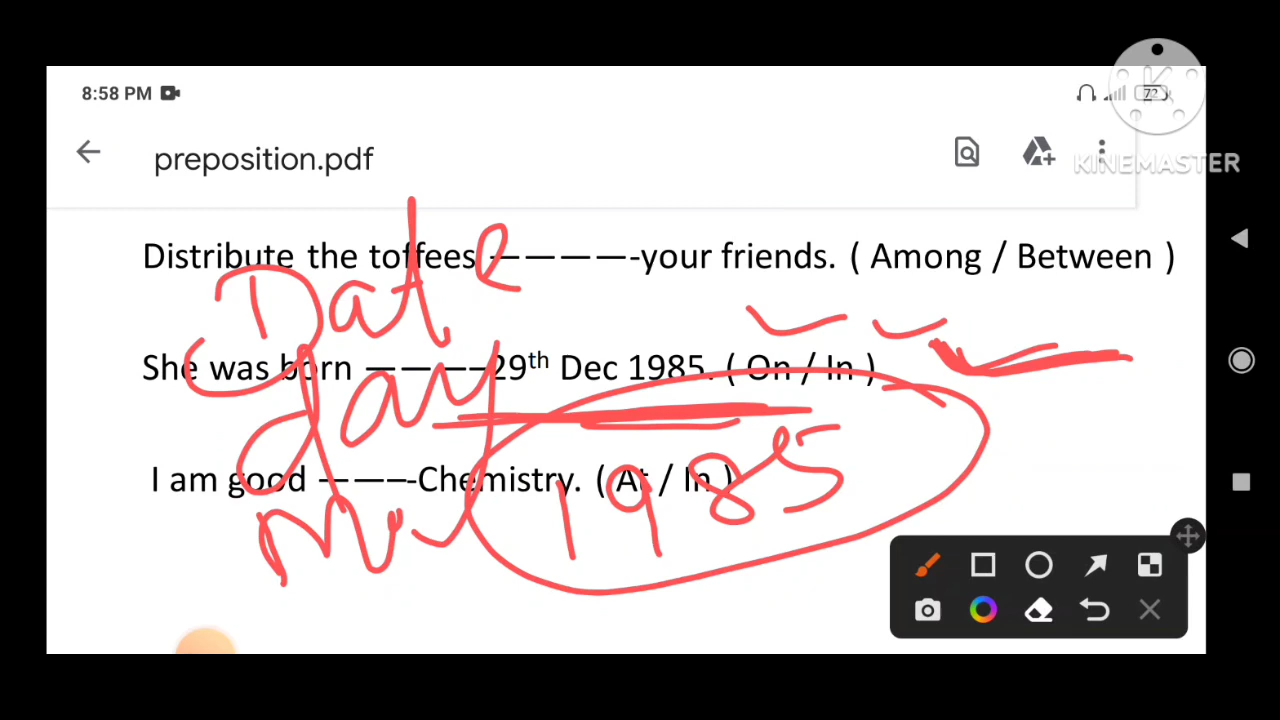 8:58 PM
72
KINEMASTER
preposition.pdf
Distribute the toffees ————-your friends. ( Among / Between )
Date
She was born ————29th Dec 1985. ( On / In )
day
1985
I am good ———-Chemistry. ( At / In )